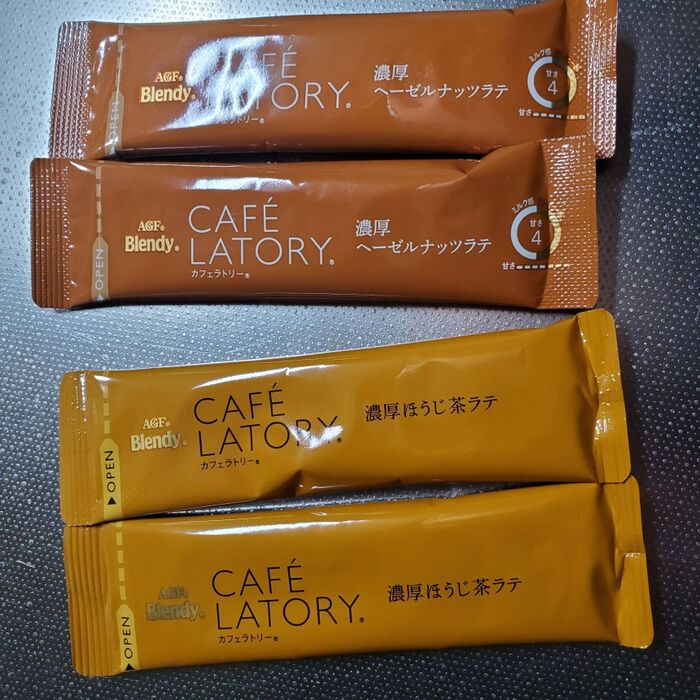 OPEN
AGF®
Blendy®
CAFÉ
LATORY®
カフェラトリー®
濃厚
ヘーゼルナッツラテ
ミルク感
甘さ
4
甘さ
OPEN
AGF®
Blendy®
CAFÉ
LATORY®
カフェラトリー®
濃厚
ヘーゼルナッツラテ
ミルク感
甘さ
4
甘さ
OPEN
AGF®
Blendy®
CAFÉ
LATORY®
カフェラトリー®
濃厚ほうじ茶ラテ
OPEN
AGF®
Blendy®
CAFÉ
LATORY®
カフェラトリー®
濃厚ほうじ茶ラテ